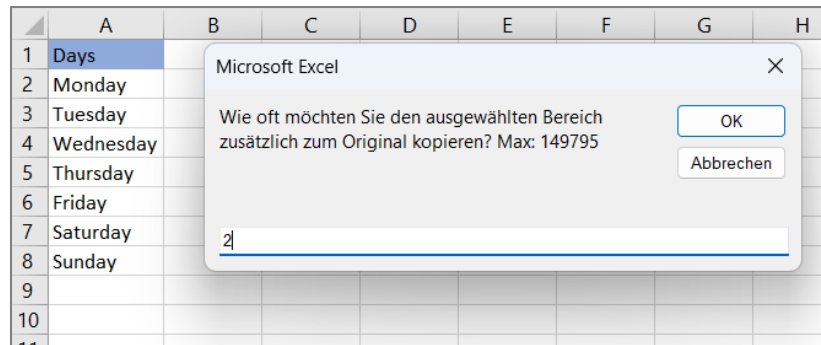 A B C D E F G H
1 Days
2 Monday
3 Tuesday
4 Wednesday
5 Thursday
6 Friday
7 Saturday
8 Sunday
9
10
11
Microsoft Excel
Wie oft möchten Sie den ausgewählten Bereich
zusätzlich zum Original kopieren? Max: 149795
OK
Abbrechen
2